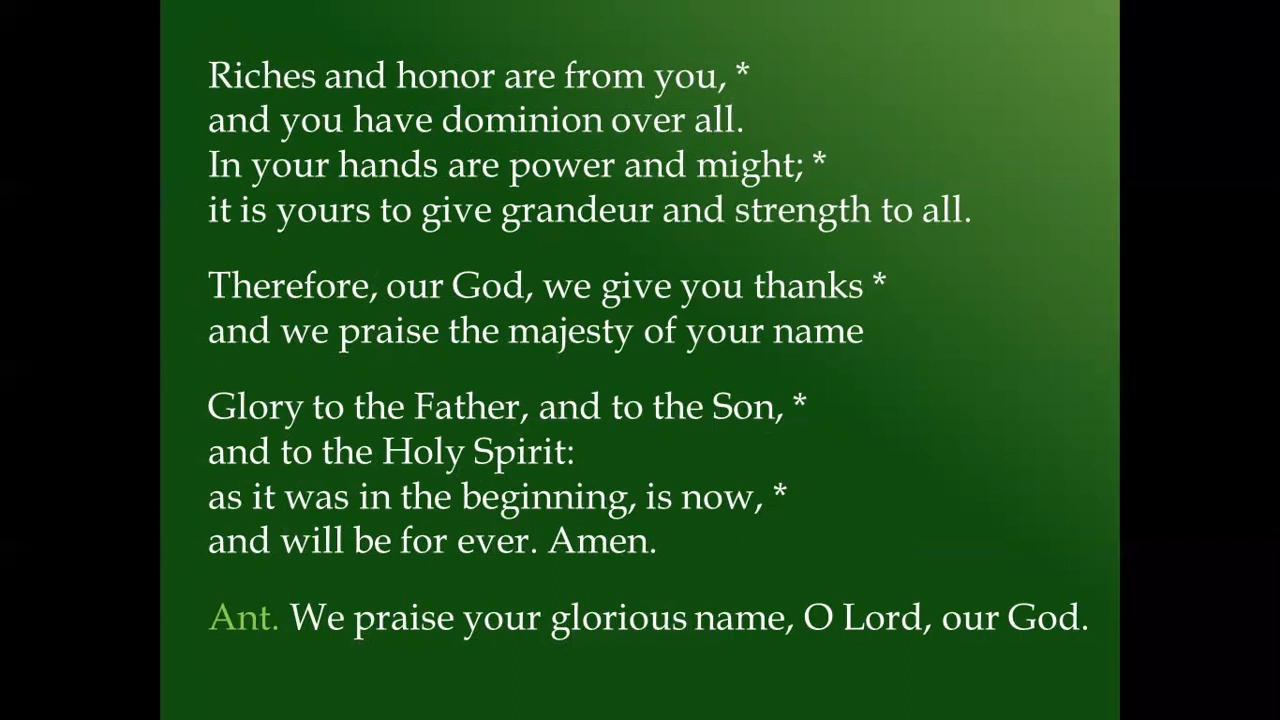 Riches and honor are from you, *
and you have dominion over all.
In your hands are power and might; *
it is yours to give grandeur and strength to all.
Therefore, our God, we give you thanks *
and we praise the majesty of your name
Glory to the Father, and to the Son, *
and to the Holy Spirit:
as it was in the beginning, is now, *
and will be for ever. Amen.
Ant. We praise your glorious name, O Lord, our God.